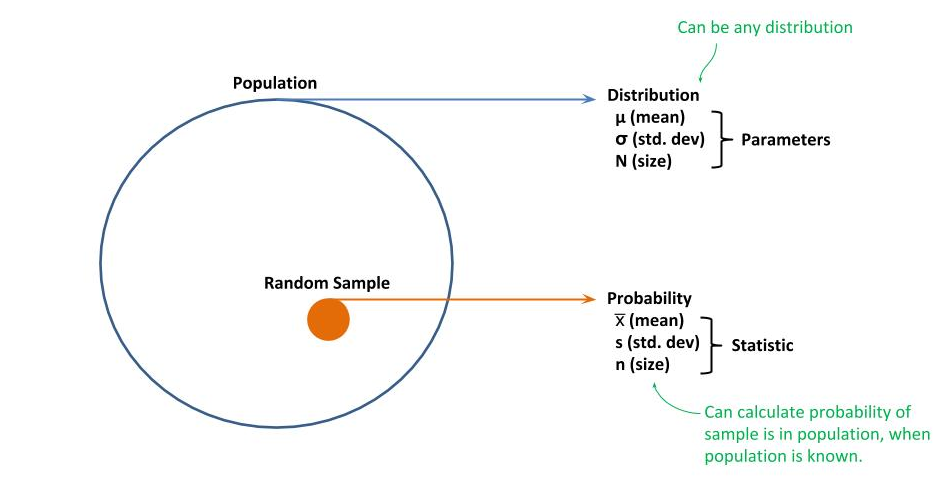 Can be any distribution
Population
Distribution
μ (mean)
σ (std. dev)
N (size)
Parameters
Random Sample
Probability
x̅ (mean)
s (std. dev)
n (size)
Statistic
Can calculate probability of
sample is in population, when
population is known.